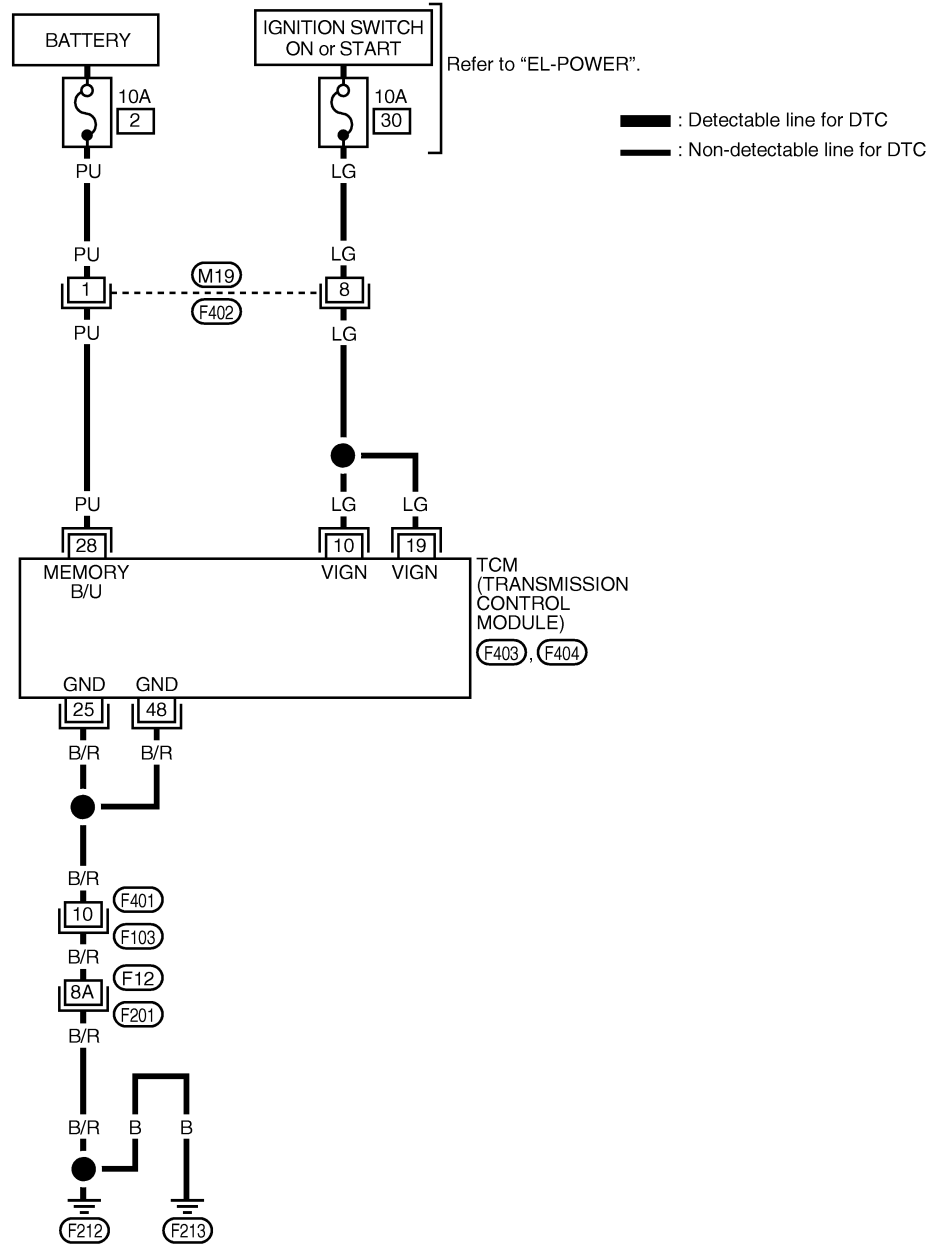 BATTERY
IGNITION SWITCH
ON or START
Refer to “EL-POWER”.
10A
2
10A
30
: Detectable line for DTC
: Non-detectable line for DTC
PU
LG
PU
LG
1
M19
8
F402
PU
LG
PU
LG
LG
28
10
19
MEMORY
B/U
VIGN
VIGN
TCM
(TRANSMISSION
CONTROL
MODULE)
F403 , F404
GND
GND
25
48
B/R
B/R
B/R
10
F401
F103
B/R
8A
F12
F201
B/R
B/R
B
B
F212
F213